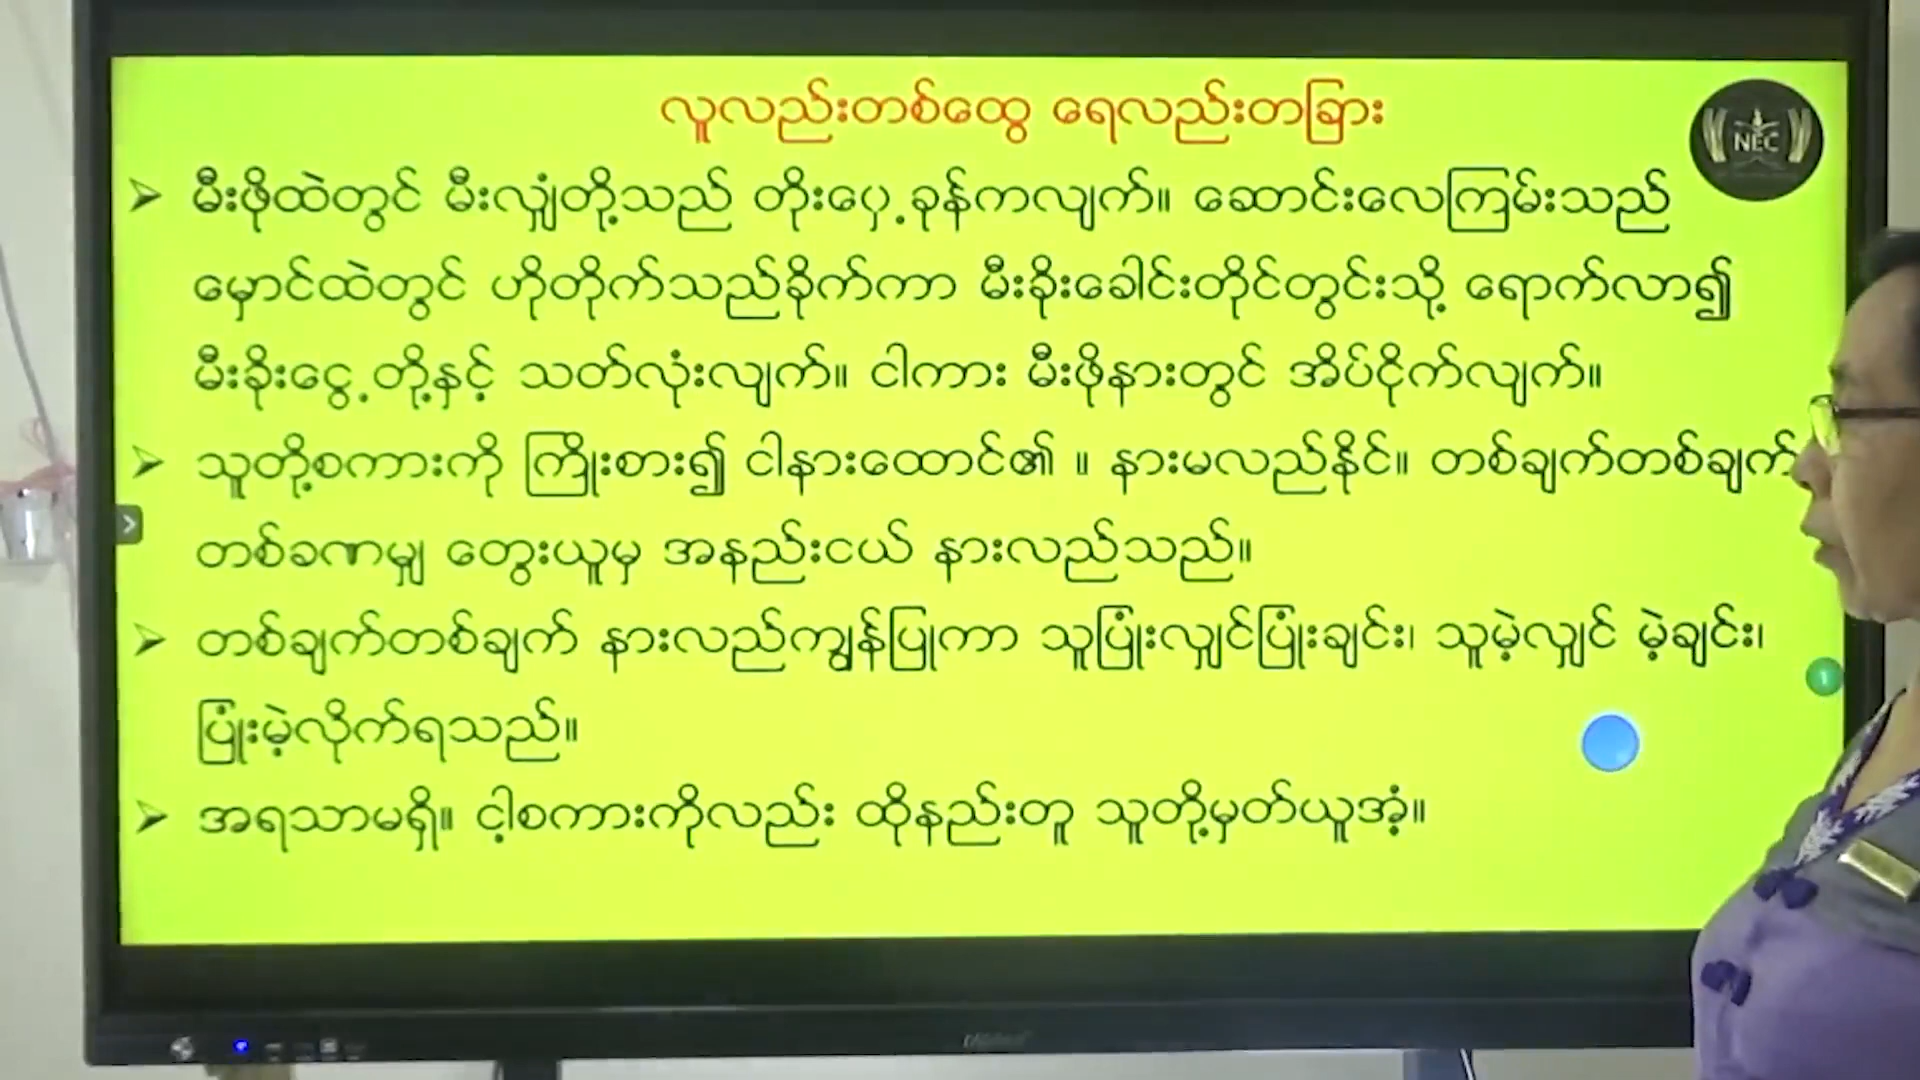 လူလည်းတစ်ထွေ ရေလည်းတခြား
NEC
➢ မီးဖိုထဲတွင် မီးလျှံတို့သည် တိုးပှေ့ခုန်ကလျက်။ ဆောင်းလေကြမ်းသည်
မှောင်ထဲတွင် ဟိုတိုက်သည်ခိုက်ကာ မီးခိုးခေါင်းတိုင်တွင်းသို့ ရောက်လာ၍
မီးခိုးငွေ့တို့နှင့် သတ်လုံးလျက်။ ငါကား မီးဖိုနားတွင် အိပ်ငိုက်လျက်။
➢ သူတို့စကားကို ကြိုးစား၍ ငါနားထောင်၏ ။ နားမလည်နိုင်။ တစ်ချက်တစ်ချက်
တစ်ခဏမျှ တွေးယူမှ အနည်းငယ် နားလည်သည်။
➢ တစ်ချက်တစ်ချက် နားလည်ကျွန်ပြုကာ သူပြုံးလျှင်ပြုံးချင်း၊ သူမဲ့လျှင် မဲ့ချင်း၊
ပြုံးမဲ့လိုက်ရသည်။
➢ အရသာမရှိ။ ငါ့စကားကိုလည်း ထိုနည်းတူ သူတို့မှတ်ယူအံ့။